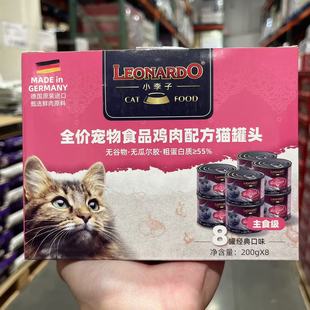 MADE in
GERMANY
德国原装进口
甄选鲜肉原料
LEONARDO
小李子
CAT FOOD
全价宠物食品鸡肉配方猫罐头
无谷物·无瓜尔胶·粗蛋白质≥55%
主食级
8罐经典口味
净含量：200gX8